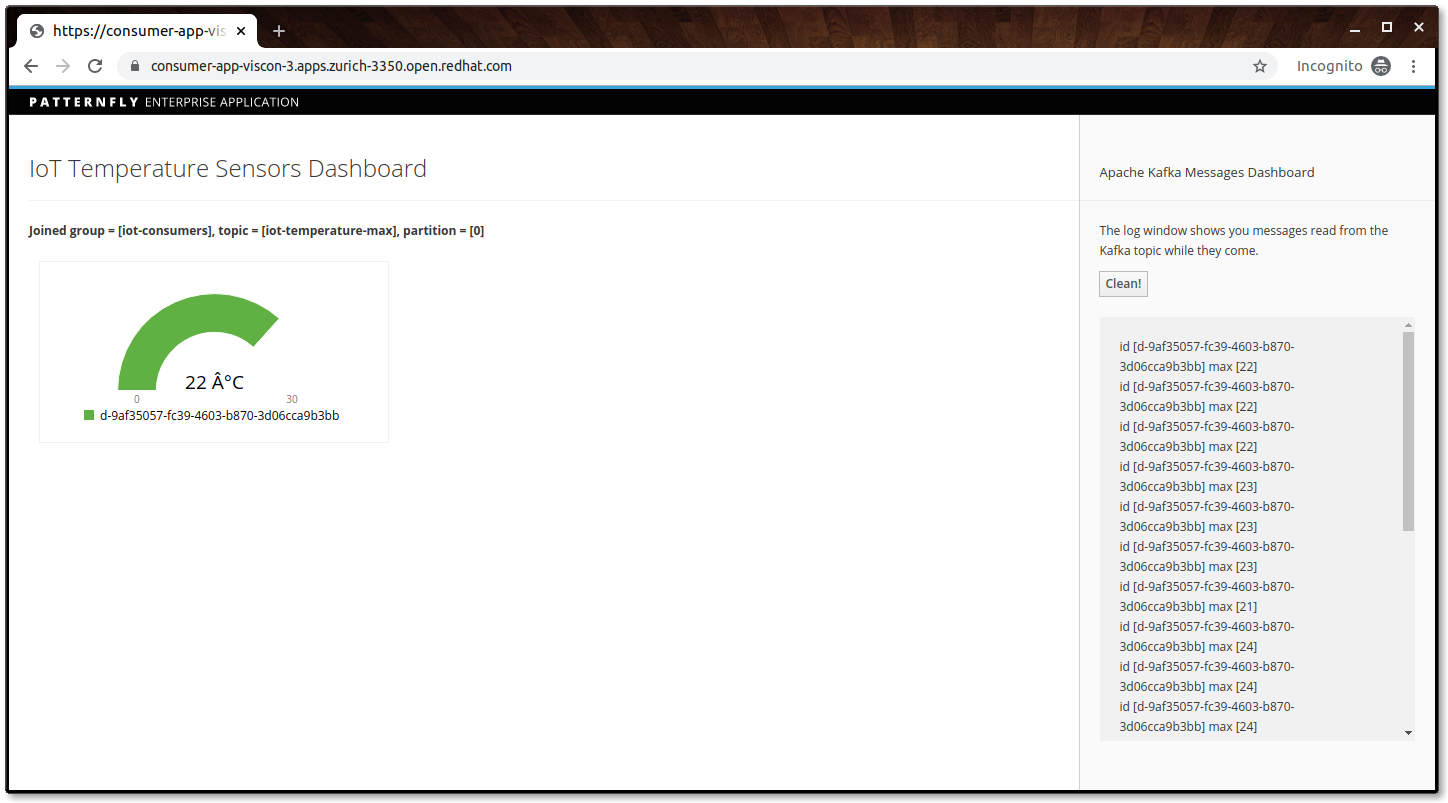 https://consumer-app-vis
consumer-app-viscon-3.apps.zurich-3350.open.redhat.com
Incognito
PATTERNFLY ENTERPRISE APPLICATION
IoT Temperature Sensors Dashboard
Joined group = [iot-consumers], topic = [iot-temperature-max], partition = [0]
22 Â°C
0 30
d-9af35057-fc39-4603-b870-3d06cca9b3bb
Apache Kafka Messages Dashboard
The log window shows you messages read from the
Kafka topic while they come.
Clean!
id [d-9af35057-fc39-4603-b870-
3d06cca9b3bb] max [22]
id [d-9af35057-fc39-4603-b870-
3d06cca9b3bb] max [22]
id [d-9af35057-fc39-4603-b870-
3d06cca9b3bb] max [22]
id [d-9af35057-fc39-4603-b870-
3d06cca9b3bb] max [23]
id [d-9af35057-fc39-4603-b870-
3d06cca9b3bb] max [23]
id [d-9af35057-fc39-4603-b870-
3d06cca9b3bb] max [23]
id [d-9af35057-fc39-4603-b870-
3d06cca9b3bb] max [21]
id [d-9af35057-fc39-4603-b870-
3d06cca9b3bb] max [24]
id [d-9af35057-fc39-4603-b870-
3d06cca9b3bb] max [24]
id [d-9af35057-fc39-4603-b870-
3d06cca9b3bb] max [24]